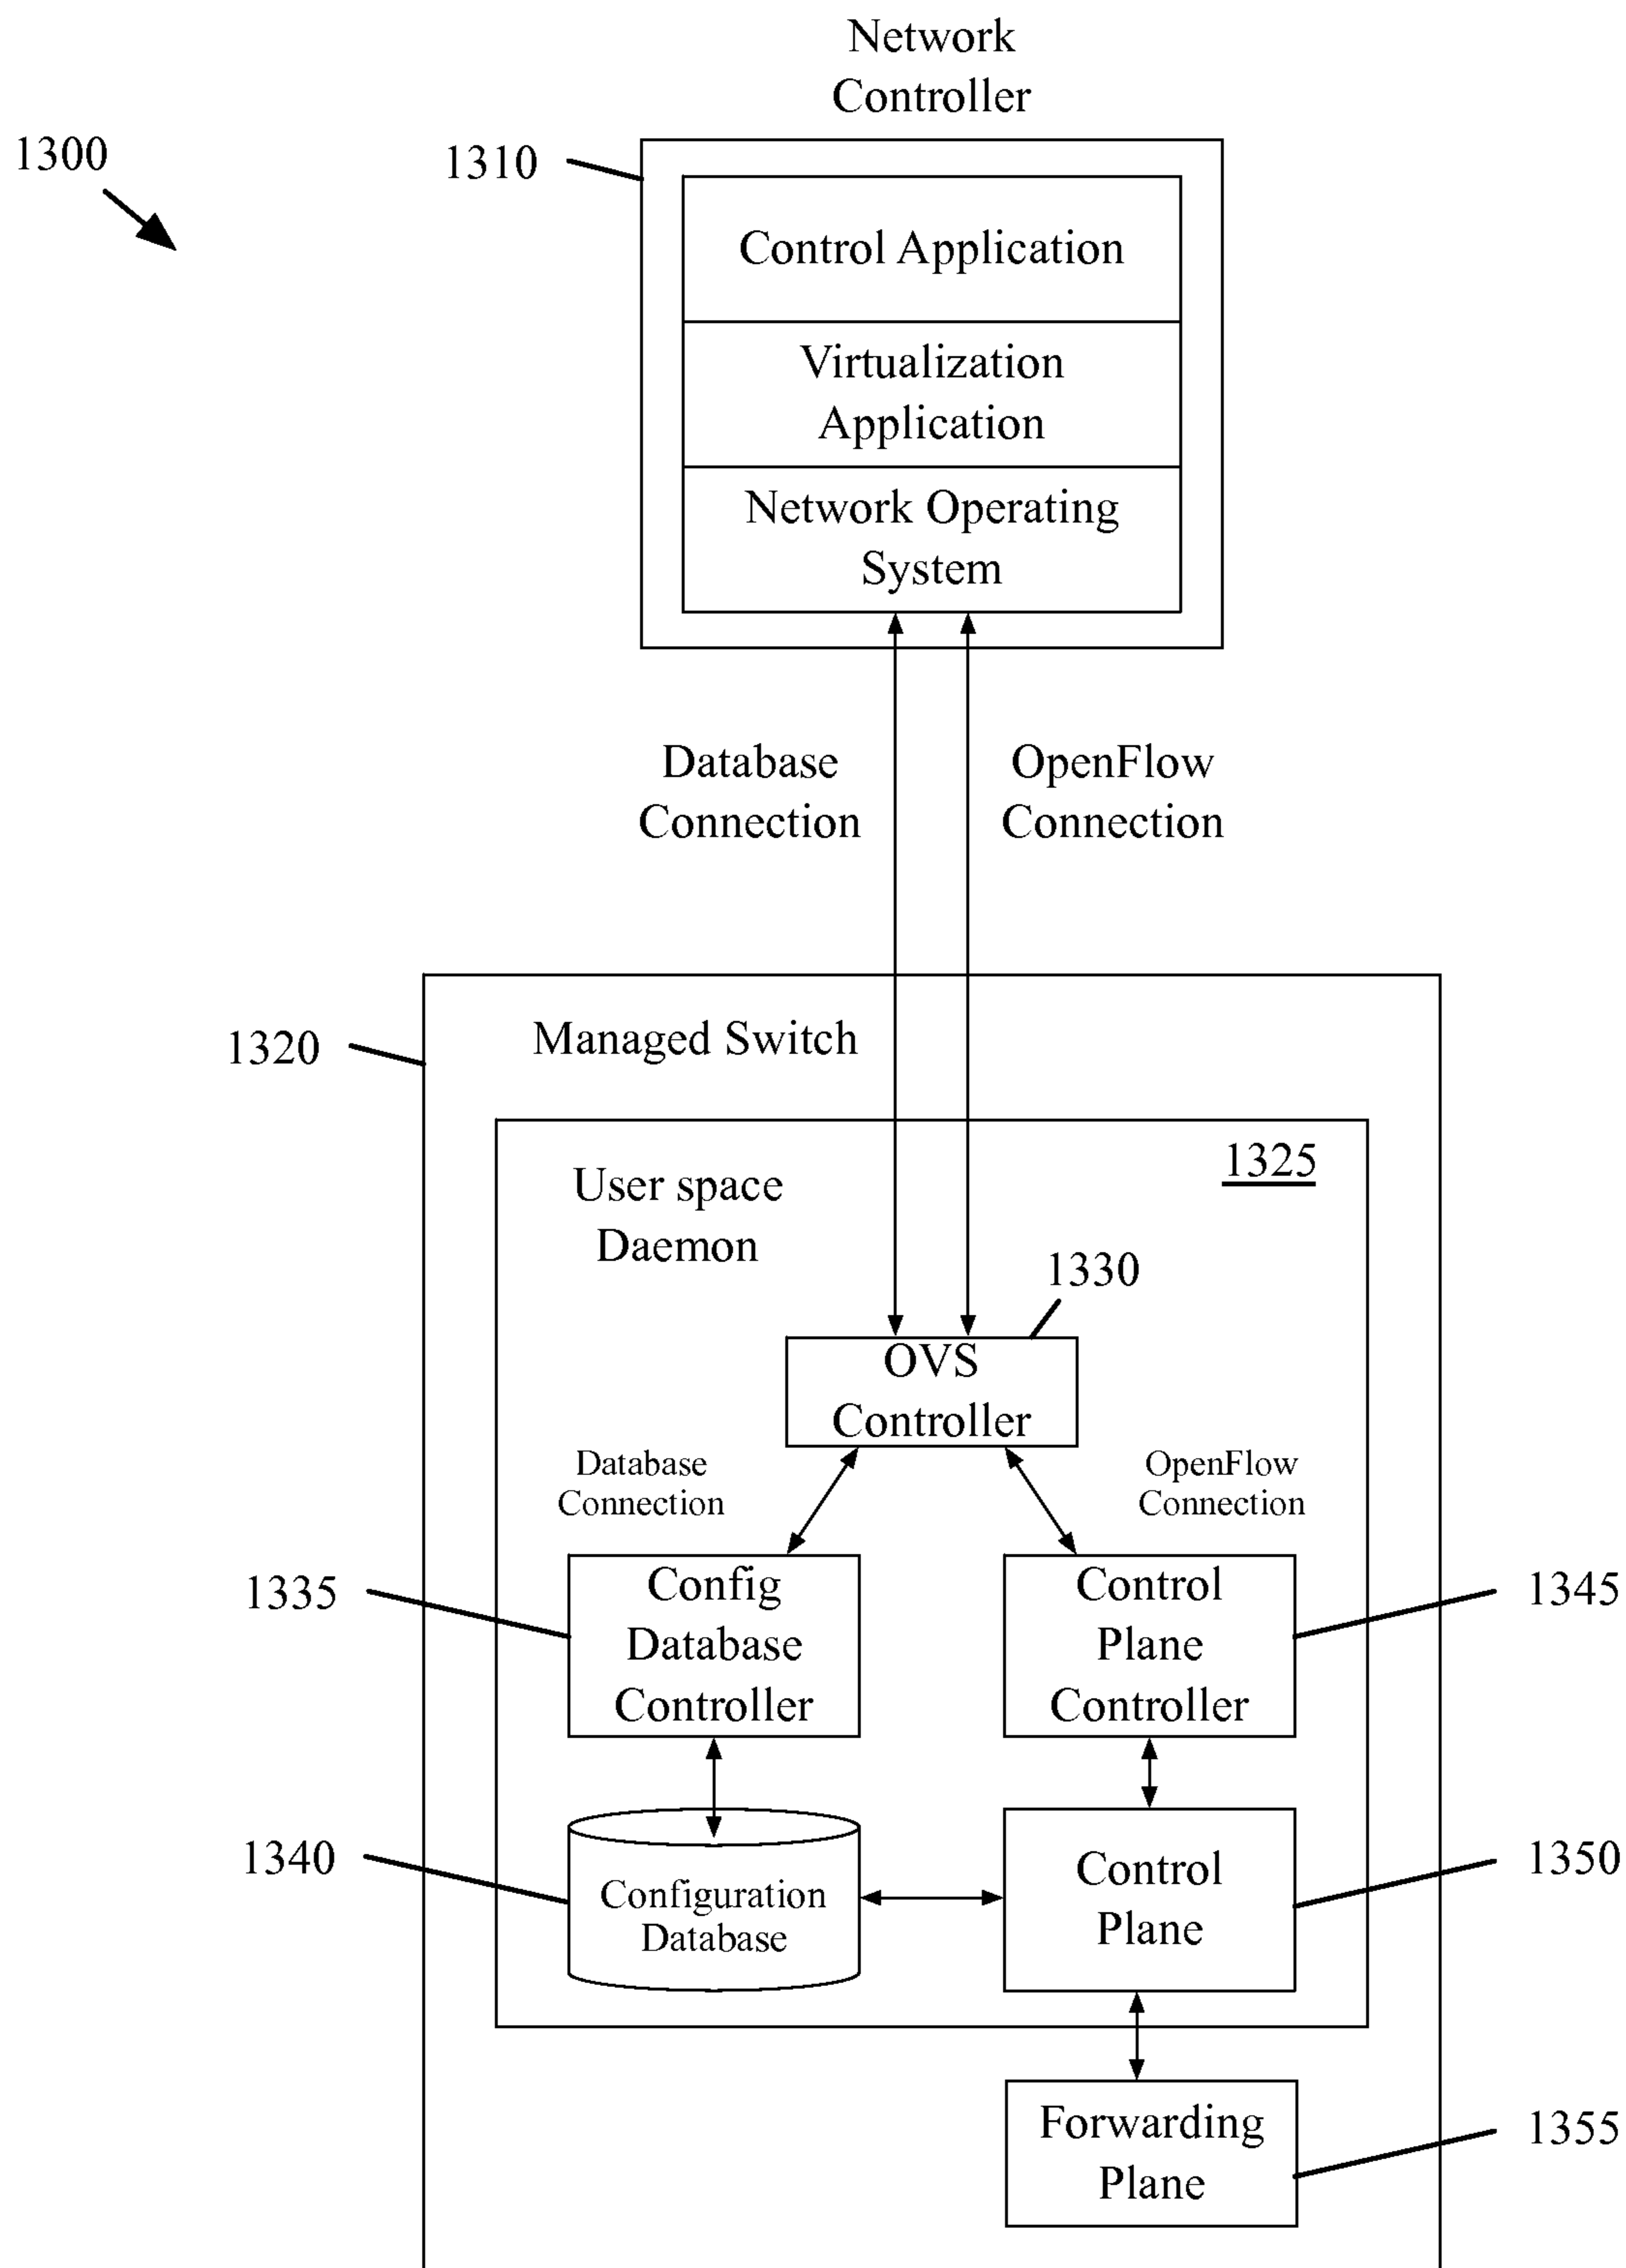 Network
Controller
1300
1310
Control Application
Virtualization
Application
Network Operating
System
Database
Connection
OpenFlow
Connection
1320
Managed Switch
1325
User space
Daemon
1330
OVS
Controller
Database
Connection
OpenFlow
Connection
1335
Config
Database
Controller
Control
Plane
Controller
1345
1340
Configuration
Database
Control
Plane
1350
Forwarding
Plane
1355